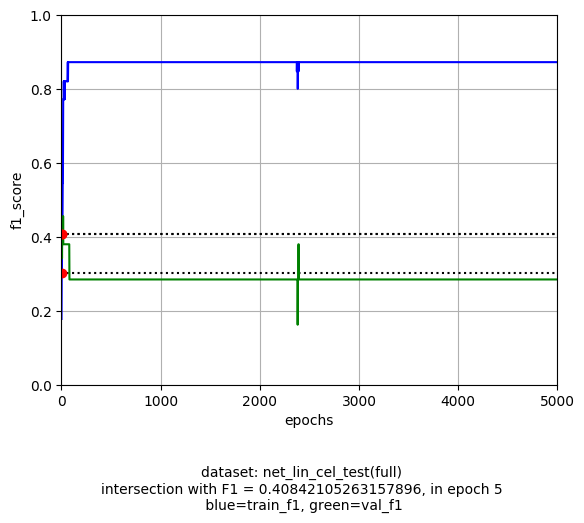 1.0
0.8
0.6
0.4
0.2
0.0
f1_score
0
1000
2000
3000
4000
5000
epochs
dataset: net_lin_cel_test(full)
intersection with F1 = 0.40842105263157896, in epoch 5
blue=train_f1, green=val_f1